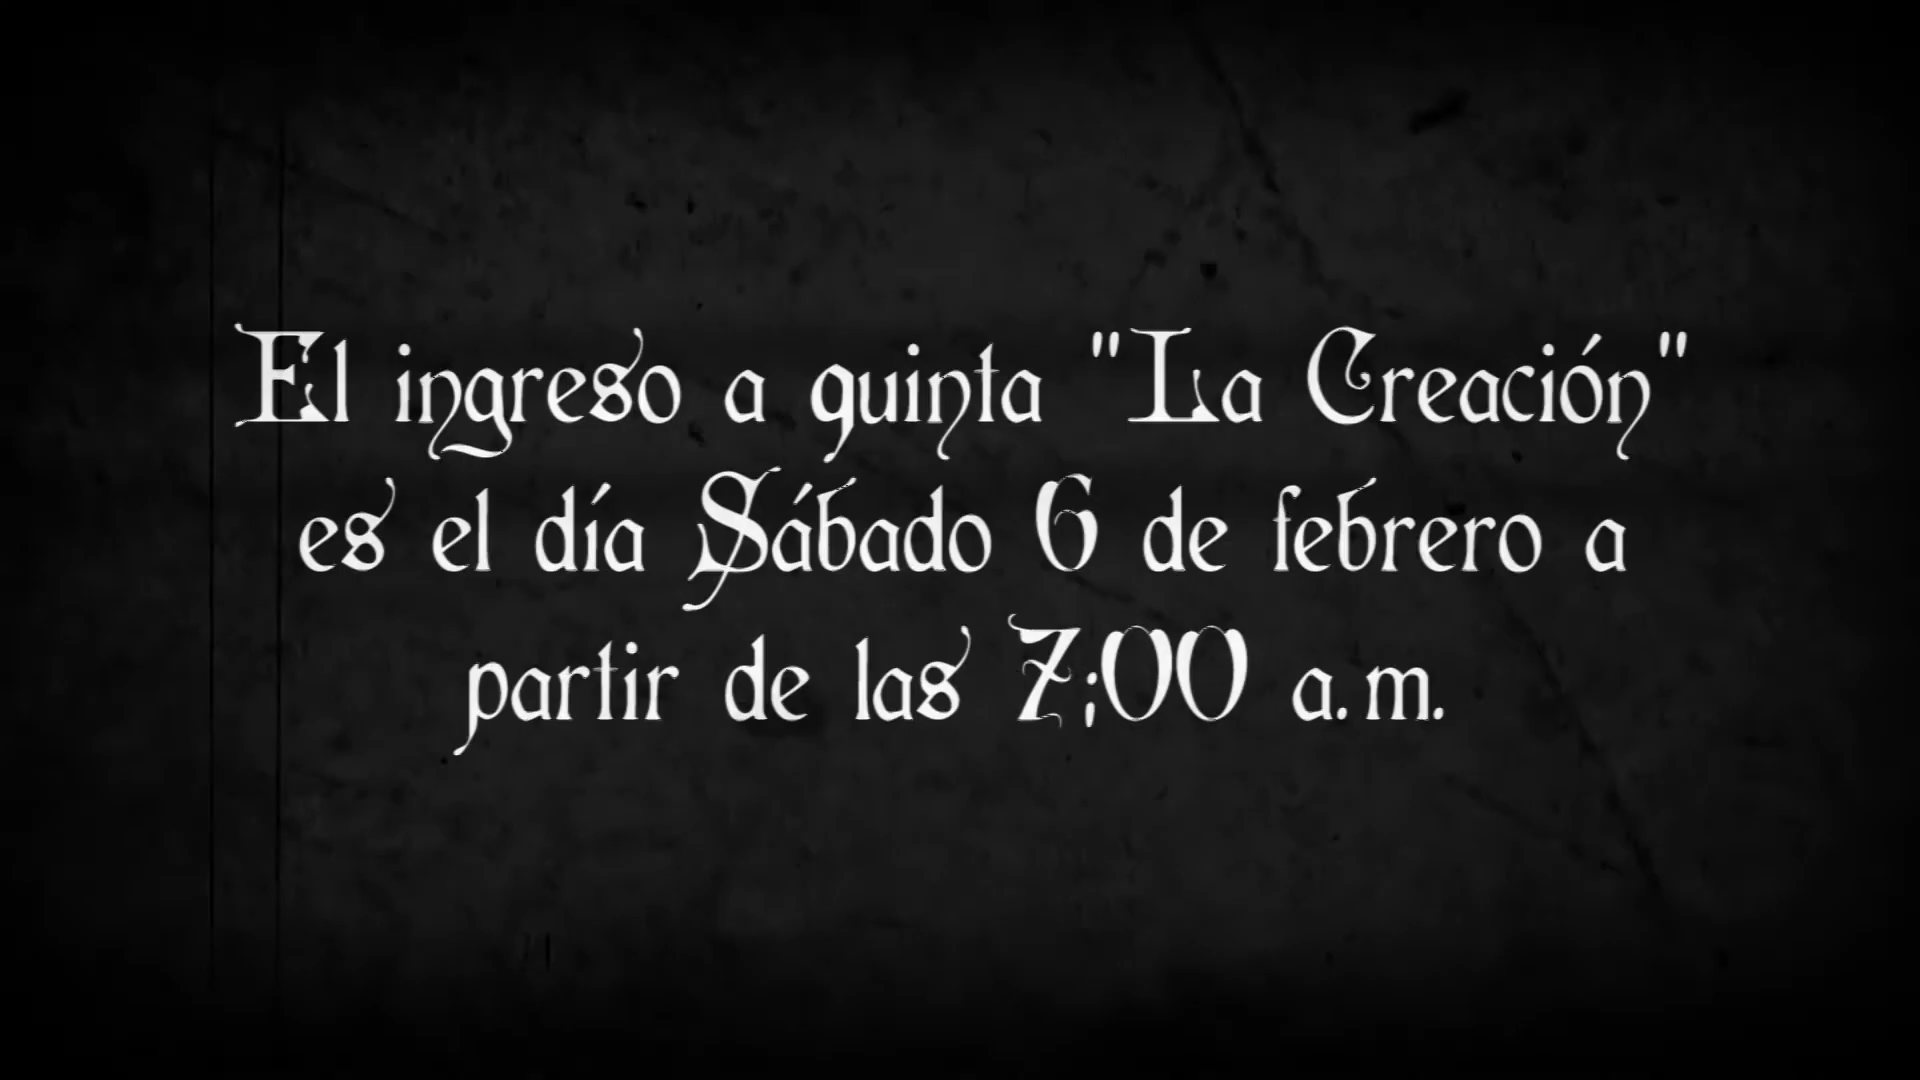 El ingreso a quinta "La Creación"
es el día Sábado 6 de febrero a
partir de las 7:00 a.m.